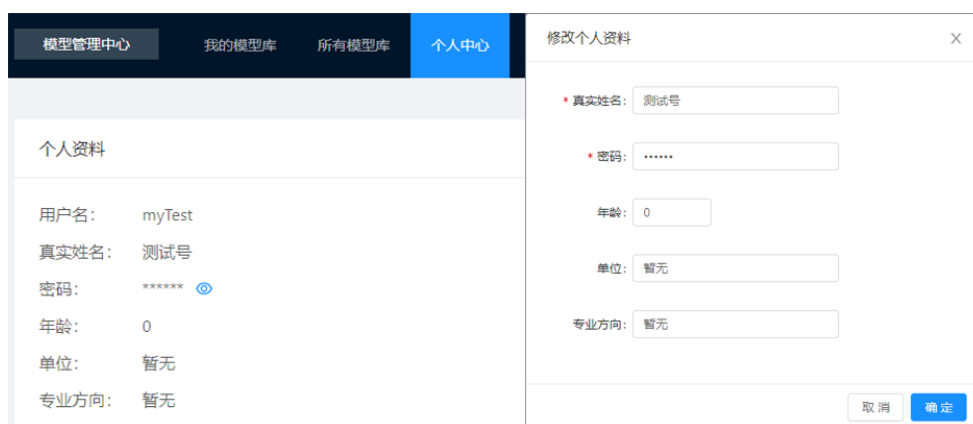 模型管理中心 我的模型库 所有模型库 个人中心
个人资料
用户名: myTest
真实姓名: 测试号
密码: ******
年龄: 0
单位: 暂无
专业方向: 暂无
修改个人资料
* 真实姓名: 测试号
* 密码: ••••••
年龄: 0
单位: 暂无
专业方向: 暂无
取消 确定